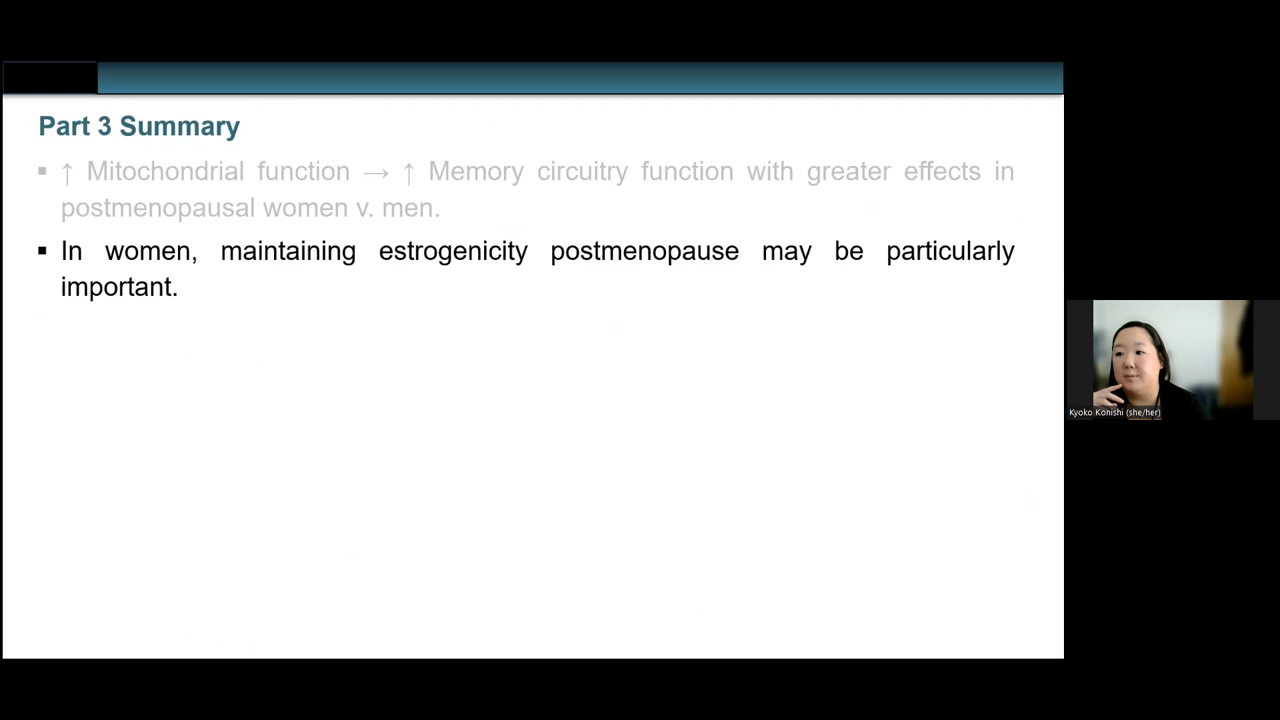 Part 3 Summary
▪ ↑ Mitochondrial function → ↑ Memory circuitry function with greater effects in
postmenopausal women v. men.
▪ In women, maintaining estrogenicity postmenopause may be particularly
important.
Kyoko Konishi (she/her)